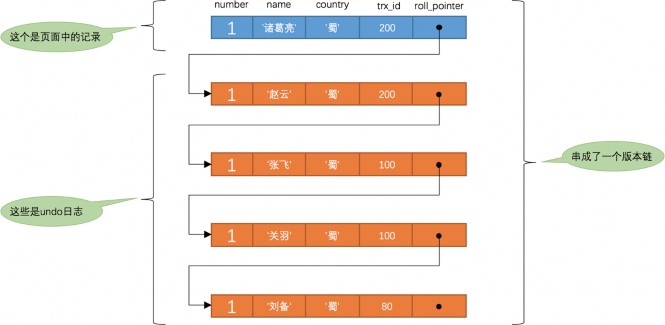 number name country trx_id roll_pointer
这个是页面中的记录
1 '诸葛亮' '蜀' 200
1 '赵云' '蜀' 200
1 '张飞' '蜀' 100
串成了一个版本链
这些是undo日志
1 '关羽' '蜀' 100
1 '刘备' '蜀' 80